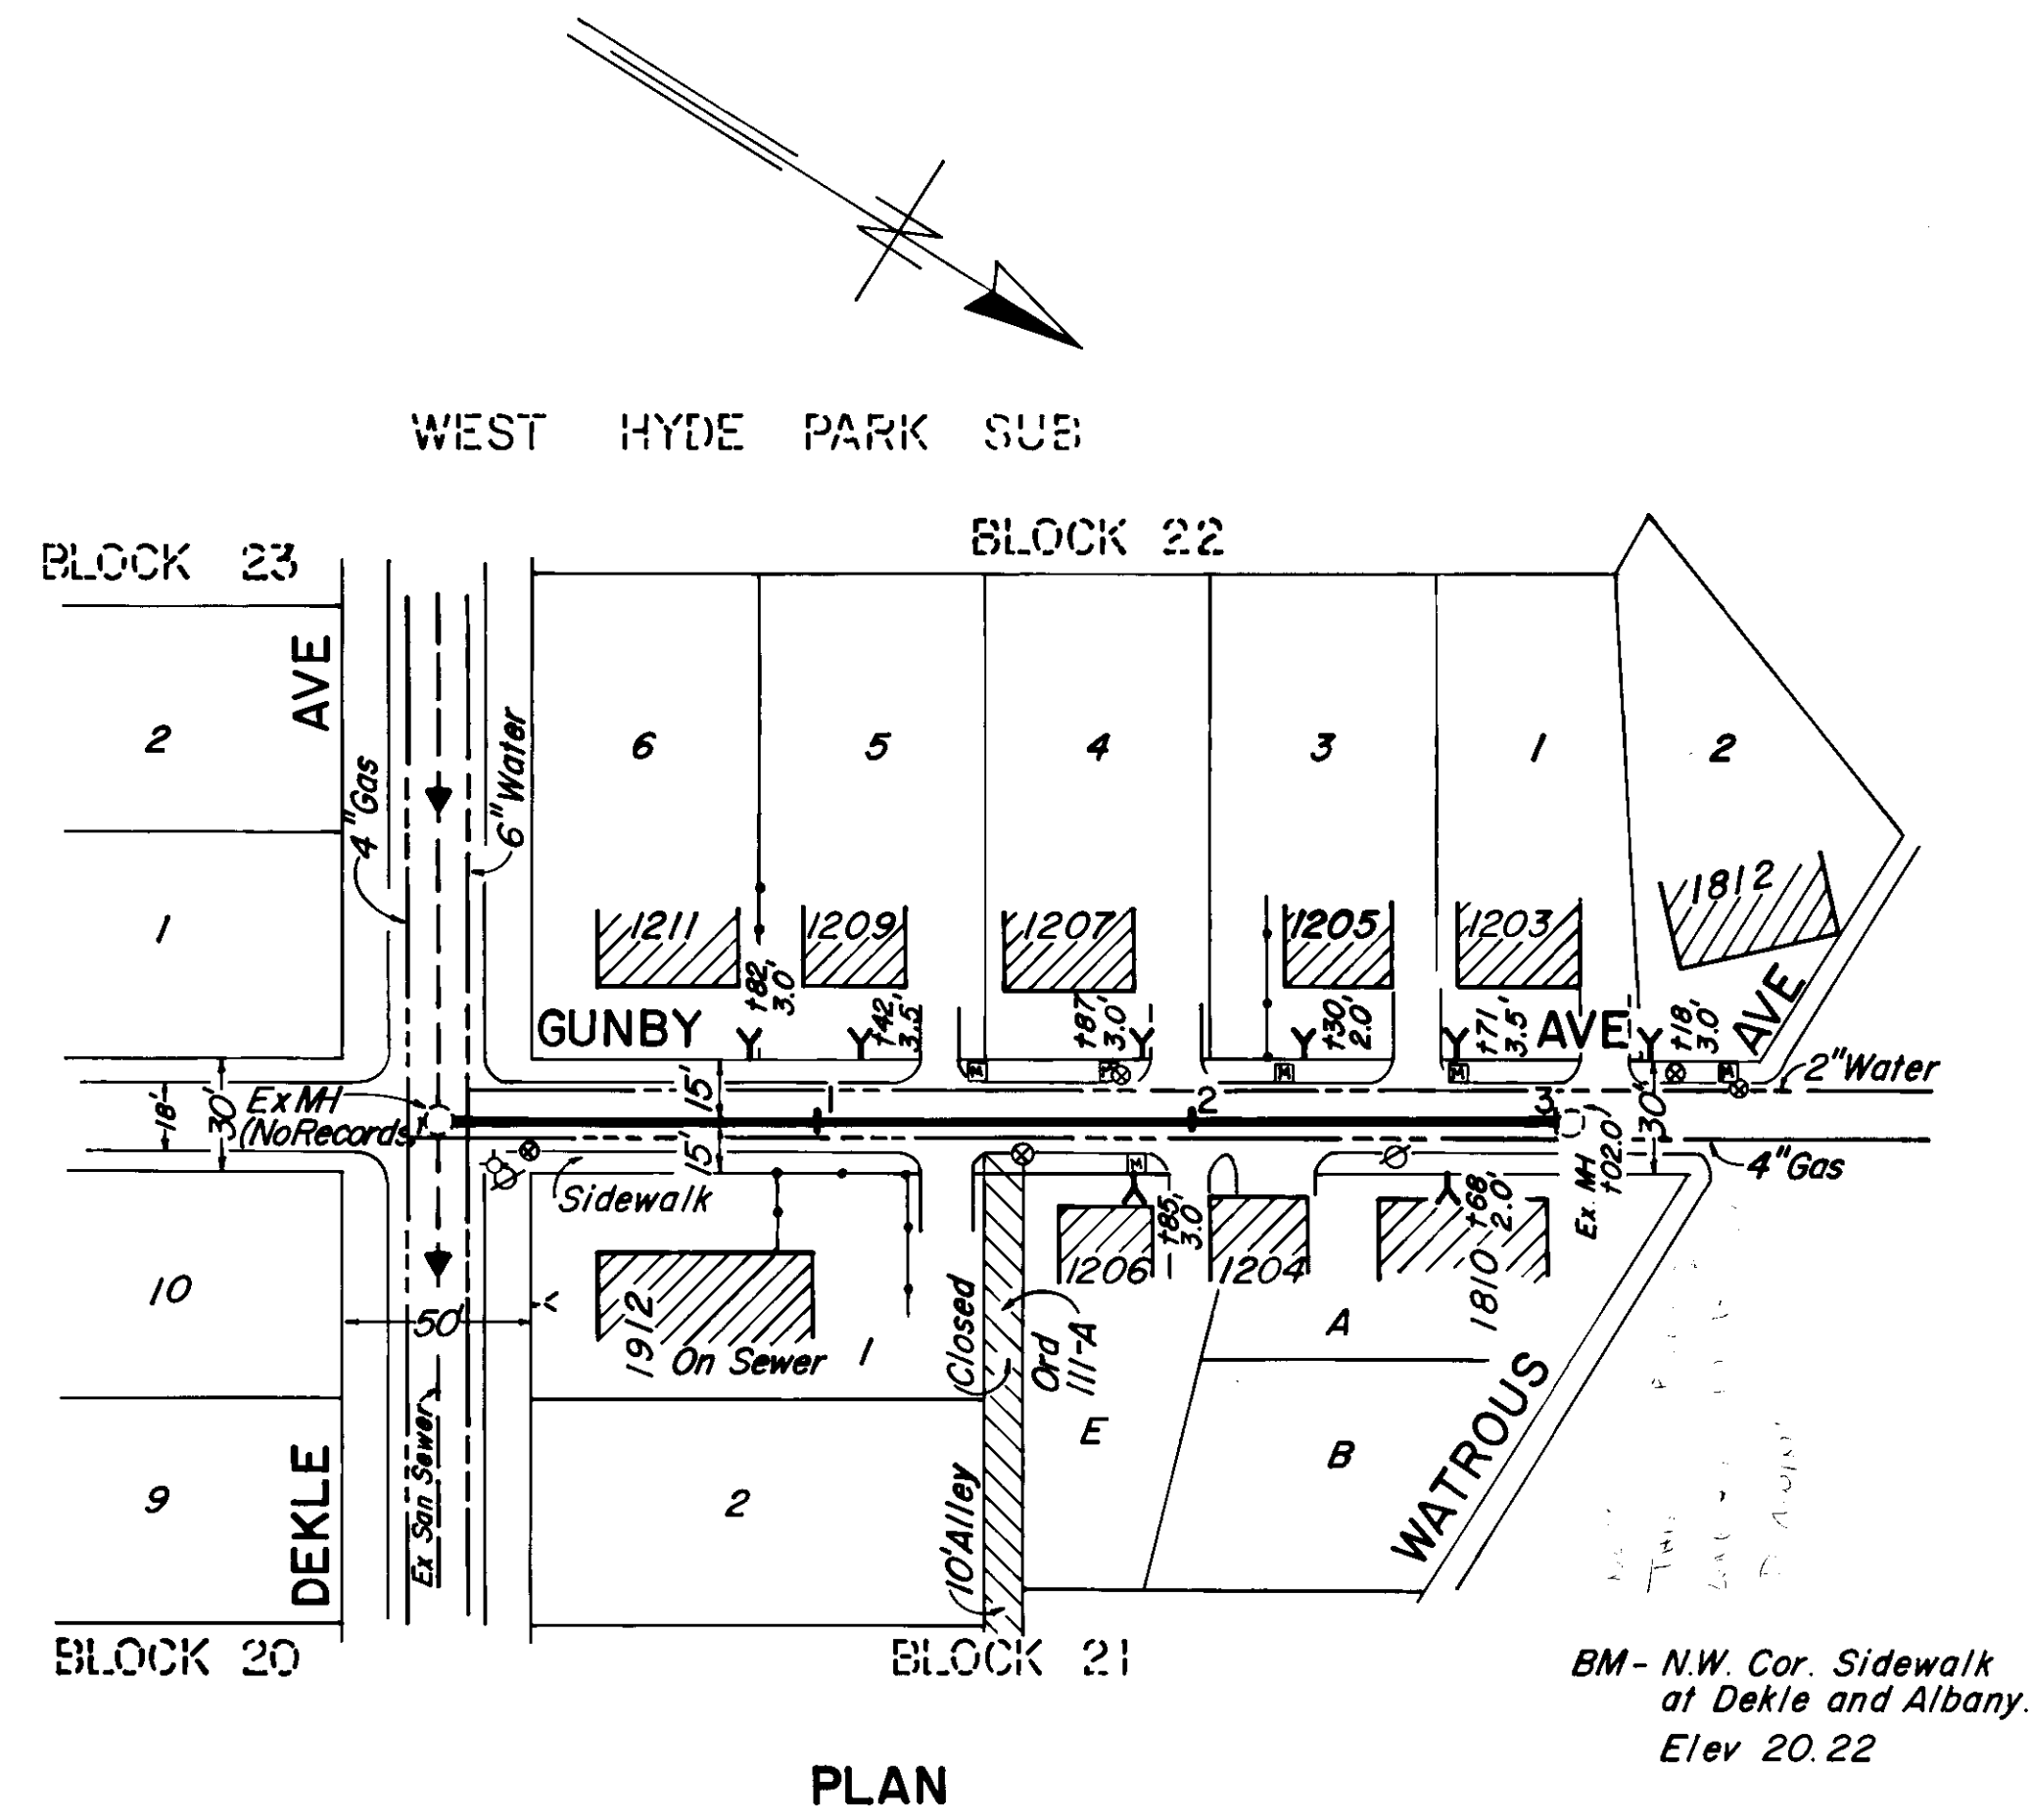 WEST HYDE PARK SUB
BLOCK 23
BLOCK 22
AVE
2
1
4"Gas
6"Water
6
5
4
3
1
2
1211
1209
1207
1205
1203
1812
+82'
3.0'
+42'
3.5'
+87'
3.0'
+30'
2.0'
+71'
3.5'
+18'
3.0'
GUNBY
AVE
AVE
M
M
M
M
M
2"Water
18'
30'
Ex MH
(No Records)
15'
15'
1
2
3
30'
Ex. MH
+02.0'
4"Gas
Sidewalk
M
+85'
3.0'
+68'
2.0'
10
50'
1912
On Sewer
1
Closed
Ord
111-A
1206
1204
1810
A
E
B
9
DEKLE
Ex San Sewer
2
10'Alley
WATROUS
BLOCK 20
BLOCK 21
BM- N.W. Cor. Sidewalk
at Dekle and Albany.
Elev 20.22
PLAN